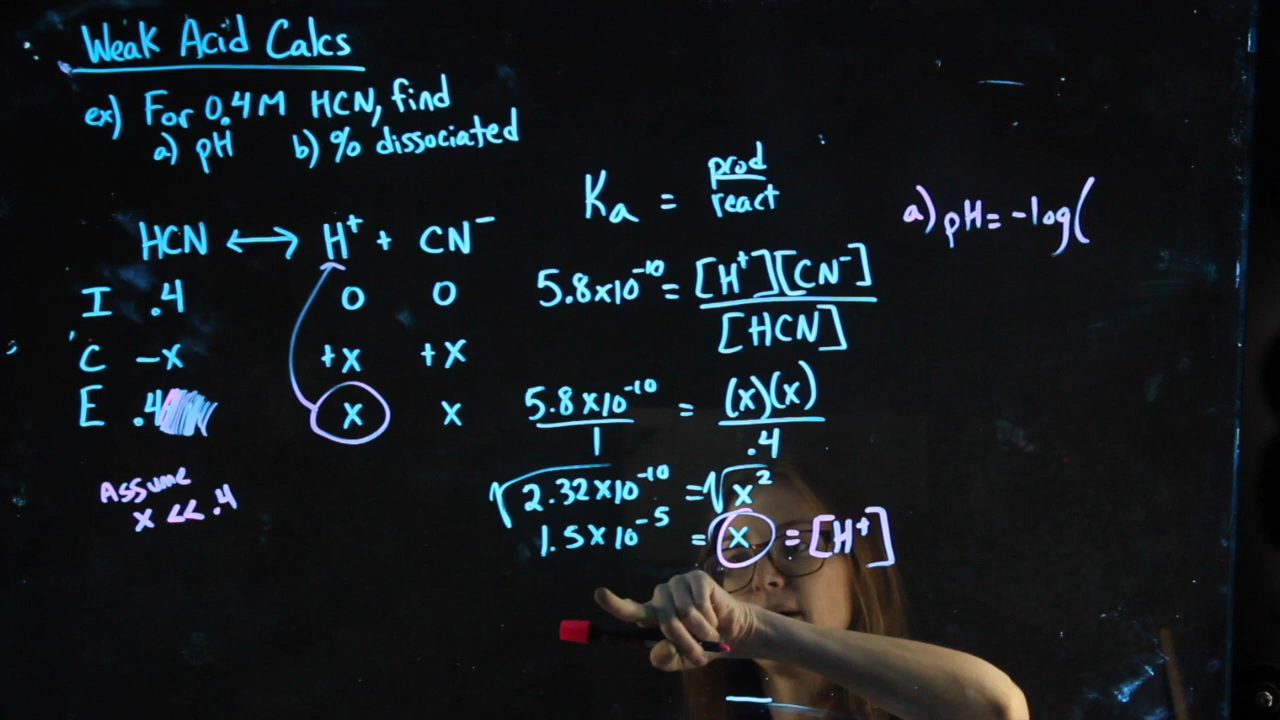 Weak Acid Calcs
ex) For 0.4M HCN, find
a) pH b) % dissociated
HCN ⟷ H⁺ + CN⁻
I .4 0 0
C -x +x +x
E .4 x x
Assume
x << .4
Ka = prod/react
5.8x10⁻¹⁰ = [H⁺][CN⁻]/[HCN]
5.8x10⁻¹⁰/1 = (x)(x)/.4
√2.32x10⁻¹⁰ = √x²
1.5x10⁻⁵ = x = [H⁺]
a) pH = -log(